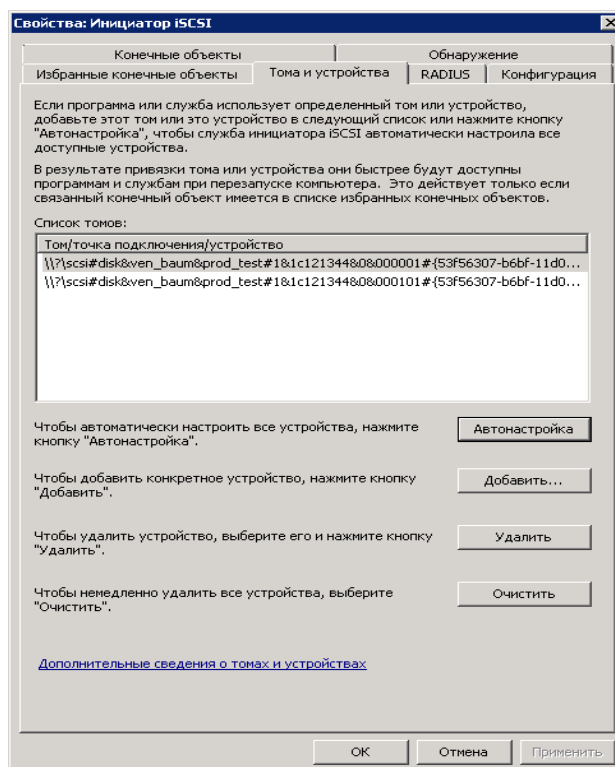 Свойства: Инициатор iSCSI
Конечные объекты
Обнаружение
Избранные конечные объекты
Тома и устройства
RADIUS
Конфигурация
Если программа или служба использует определенный том или устройство,
добавьте этот том или это устройство в следующий список или нажмите кнопку
"Автонастройка", чтобы служба инициатора iSCSI автоматически настроила все
доступные устройства.
В результате привязки тома или устройства они быстрее будут доступны
программам и службам при перезапуске компьютера. Это действует только если
связанный конечный объект имеется в списке избранных конечных объектов.
Список томов:
Том/точка подключения/устройство
\\?\scsi#disk&ven_baum&prod_test#1&1c121344&0&000001#{53f56307-b6bf-11d0...
\\?\scsi#disk&ven_baum&prod_test#1&1c121344&0&000101#{53f56307-b6bf-11d0...
Чтобы автоматически настроить все устройства, нажмите
кнопку "Автонастройка".
Автонастройка
Чтобы добавить конкретное устройство, нажмите кнопку
"Добавить".
Добавить...
Чтобы удалить устройство, выберите его и нажмите кнопку
"Удалить".
Удалить
Чтобы немедленно удалить все устройства, выберите
"Очистить".
Очистить
Дополнительные сведения о томах и устройствах
ОК
Отмена
Применить